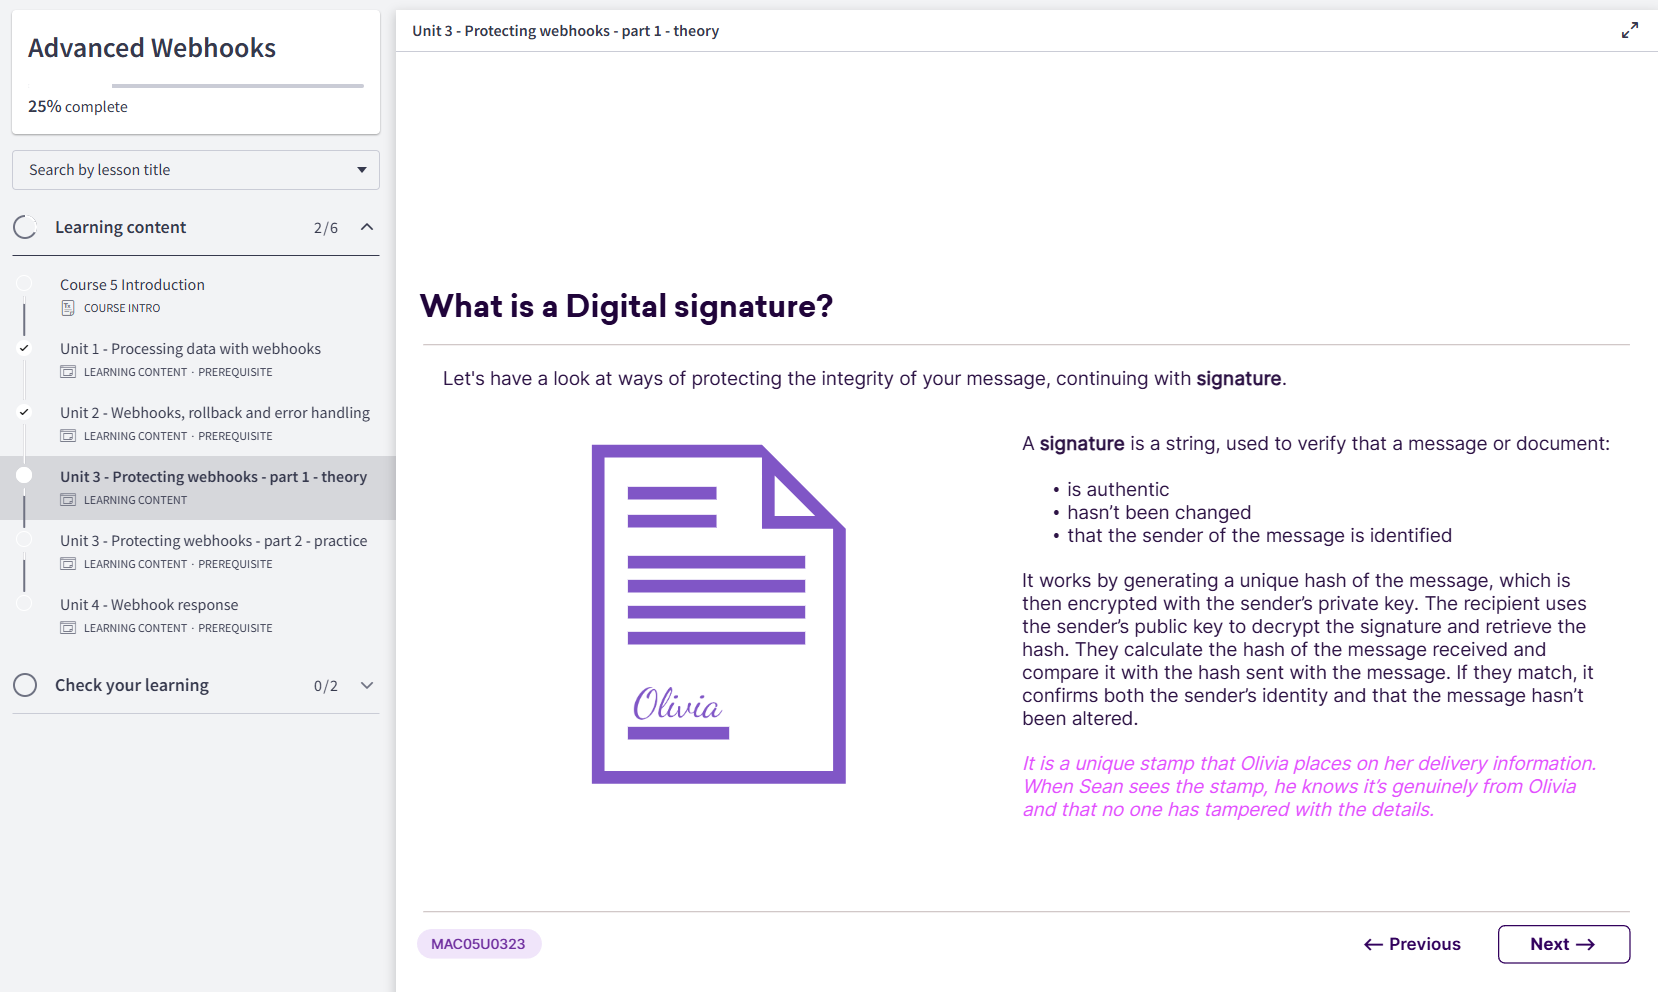 Advanced Webhooks
25% complete
Search by lesson title
Learning content 2/6
Course 5 Introduction
COURSE INTRO
Unit 1 - Processing data with webhooks
LEARNING CONTENT · PREREQUISITE
Unit 2 - Webhooks, rollback and error handling
LEARNING CONTENT · PREREQUISITE
Unit 3 - Protecting webhooks - part 1 - theory
LEARNING CONTENT
Unit 3 - Protecting webhooks - part 2 - practice
LEARNING CONTENT · PREREQUISITE
Unit 4 - Webhook response
LEARNING CONTENT · PREREQUISITE
Check your learning 0/2
Unit 3 - Protecting webhooks - part 1 - theory
What is a Digital signature?
Let's have a look at ways of protecting the integrity of your message, continuing with signature.
Olivia
A signature is a string, used to verify that a message or document:
• is authentic
• hasn’t been changed
• that the sender of the message is identified
It works by generating a unique hash of the message, which is
then encrypted with the sender’s private key. The recipient uses
the sender’s public key to decrypt the signature and retrieve the
hash. They calculate the hash of the message received and
compare it with the hash sent with the message. If they match, it
confirms both the sender’s identity and that the message hasn’t
been altered.
It is a unique stamp that Olivia places on her delivery information.
When Sean sees the stamp, he knows it’s genuinely from Olivia
and that no one has tampered with the details.
MAC05U0323
← Previous
Next →